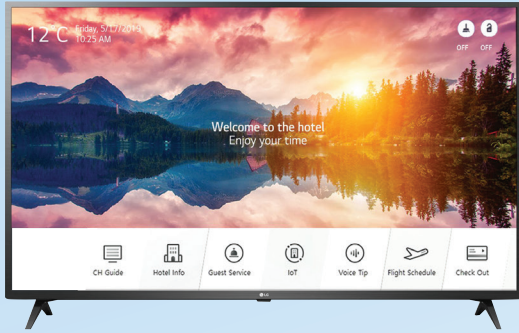 12°C
Friday, 5/17/2019
10:25 AM
OFF OFF
Welcome to the hotel
Enjoy your time
CH Guide Hotel Info Guest Service IoT Voice Tip Flight Schedule Check Out
LG